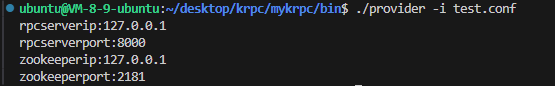 ubuntu@VM-8-9-ubuntu:~/desktop/krpc/mykrpc/bin$ ./provider -i test.conf
rpcserverip:127.0.0.1
rpcserverport:8000
zookeeperip:127.0.0.1
zookeeperport:2181